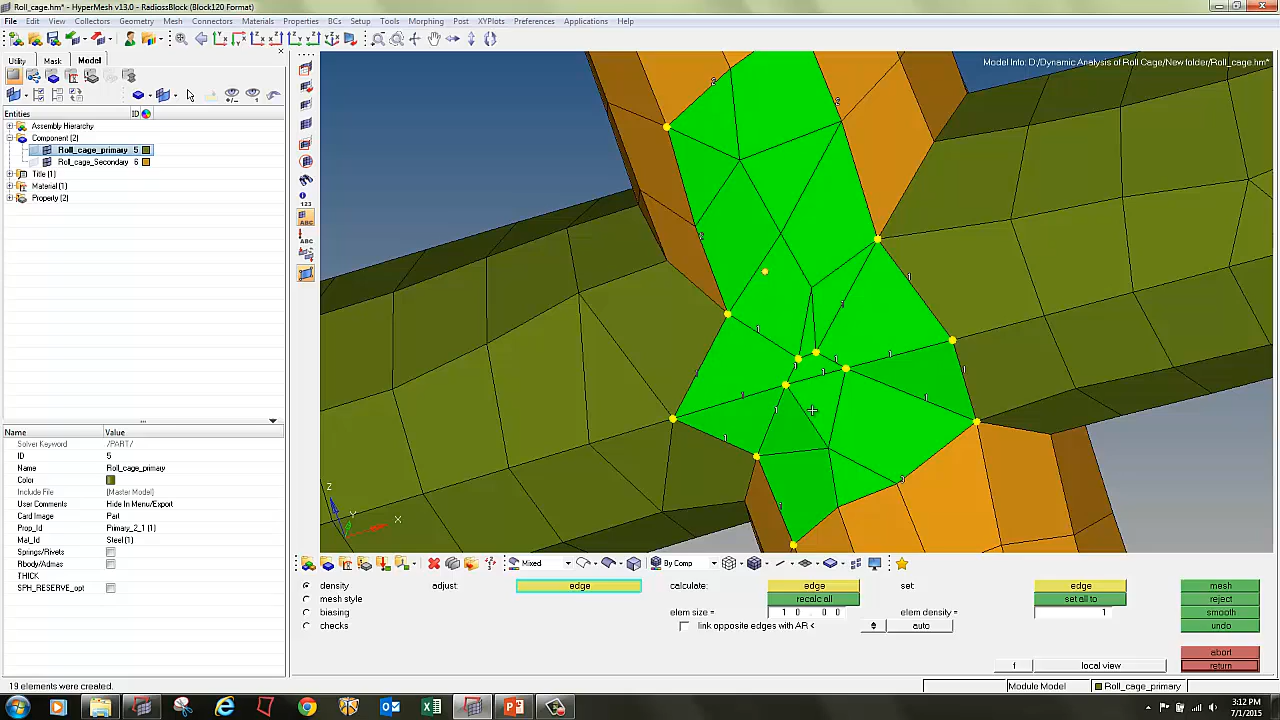 Roll_cage.hm* - HyperMesh v13.0 - RadiossBlock (Block120 Format)
File Edit View Collectors Geometry Mesh Connectors Materials Properties BCs Setup Tools Morphing Post XYPlots Preferences Applications Help
Utility Mask Model
Model Info: D:/Dynamic Analysis of Roll Cage/New folder/Roll_cage.hm*
Entities ID
Assembly Hierarchy
Component (2)
Roll_cage_primary 5
Roll_cage_Secondary 6
Title (1)
Material (1)
Property (2)
123
ABC
ABC
Name Value
Solver Keyword /PART/
ID 5
Name Roll_cage_primary
Color
Include File [Master Model]
User Comments Hide In Menu/Export
Card Image Part
Prop_Id Primary_2_1 (1)
Mat_Id Steel (1)
Springs/Rivets
Rbody/Admas
THICK
SPH_RESERVE_opt
Z
Y
X
Mixed By Comp
density adjust: edge calculate: edge set: edge mesh
mesh style recalc all set all to reject
biasing elem size = 10.00 elem density = 1 smooth
checks link opposite edges with AR < auto undo
abort
f local view return
19 elements were created. Module Model Roll_cage_primary
3:12 PM
7/1/2015